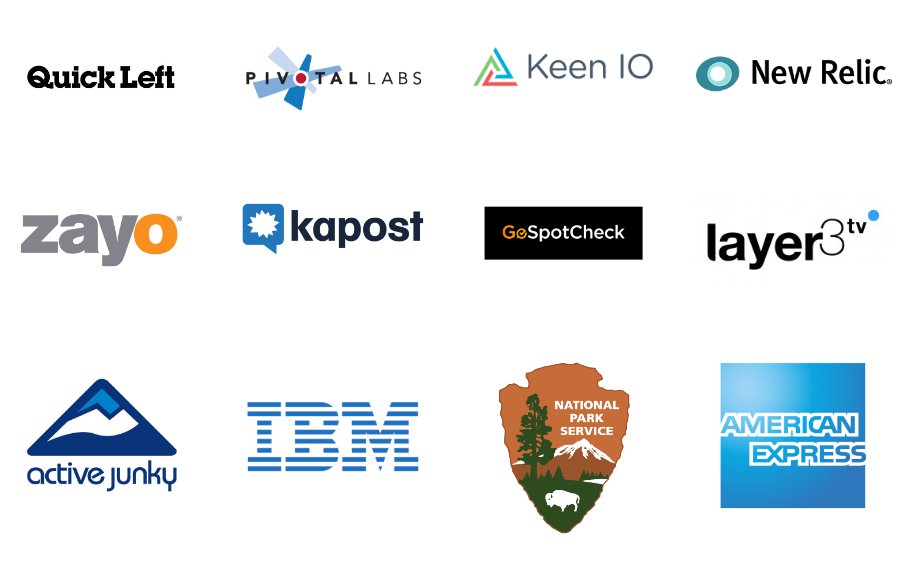 Quick Left
PIVOTAL LABS
Keen IO
New Relic®
zayo®
kapost
GoSpotCheck
layer3tv
active junky
IBM
NATIONAL
PARK
SERVICE
AMERICAN
EXPRESS